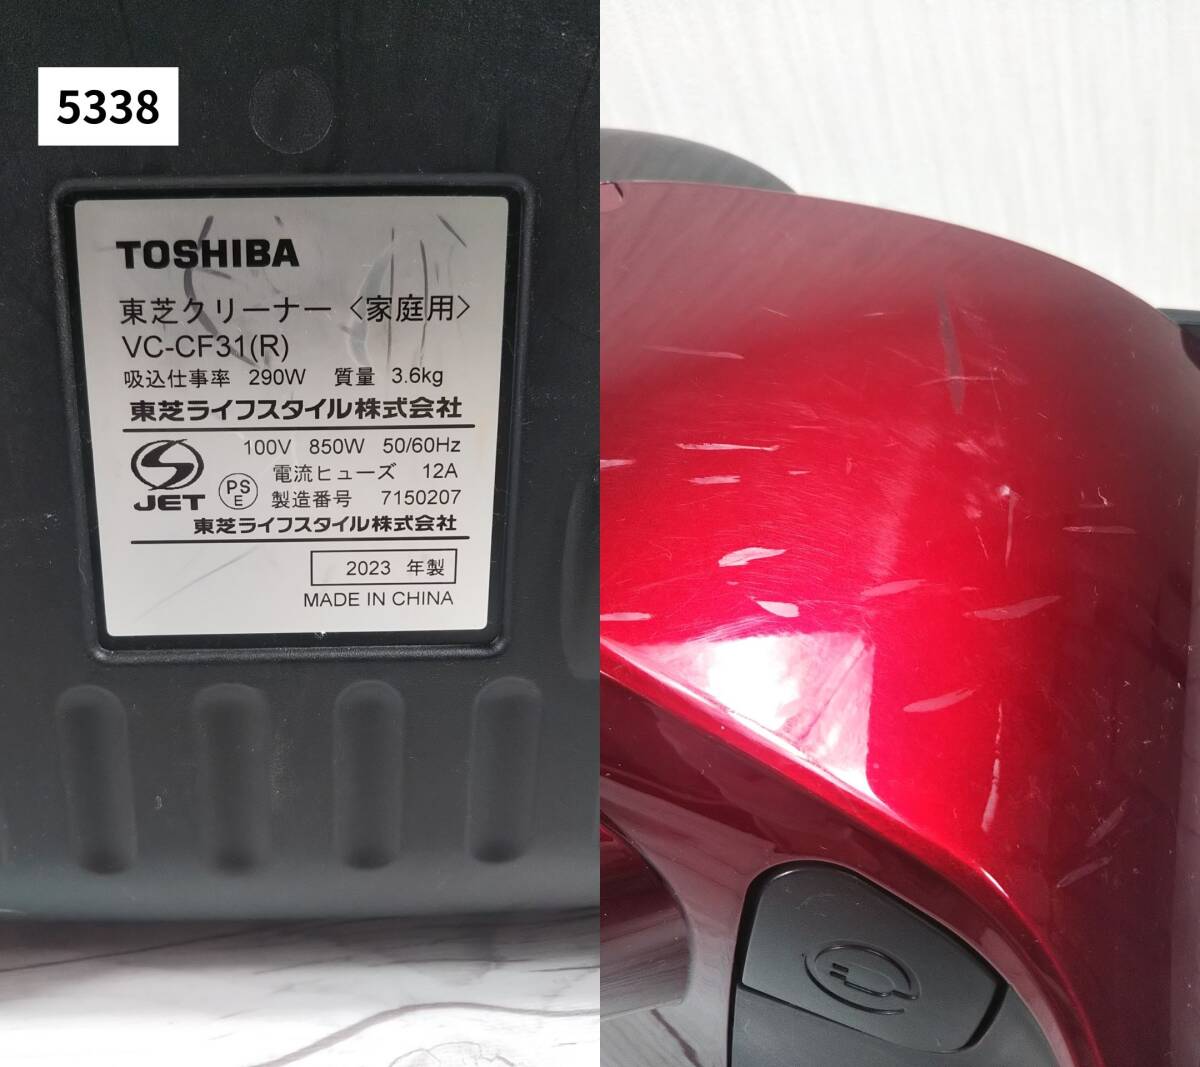 5338
TOSHIBA
東芝クリーナー〈家庭用〉
VC-CF31(R)
吸込仕事率 290W 質量 3.6kg
東芝ライフスタイル株式会社
100V 850W 50/60Hz
電流ヒューズ 12A
JET PSE 製造番号 7150207
東芝ライフスタイル株式会社
2023 年製
MADE IN CHINA